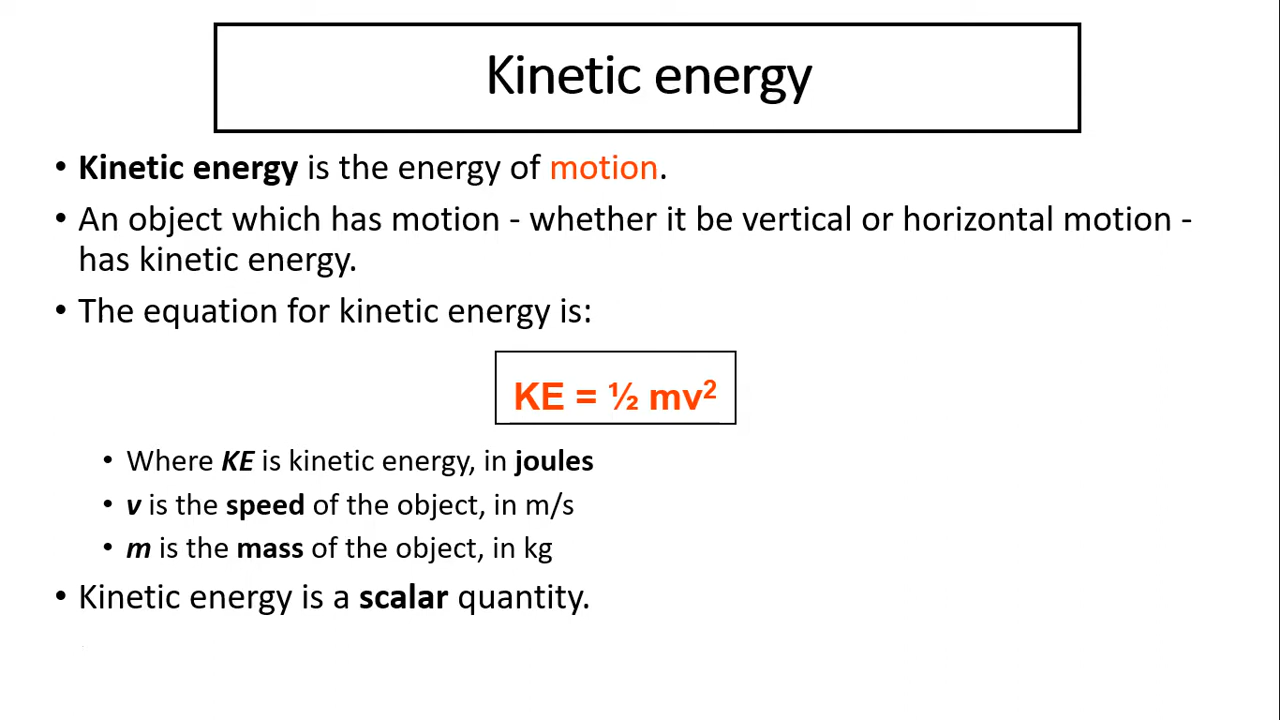 Kinetic energy
• Kinetic energy is the energy of motion.
• An object which has motion - whether it be vertical or horizontal motion -
has kinetic energy.
• The equation for kinetic energy is:
KE = ½ mv²
• Where KE is kinetic energy, in joules
• v is the speed of the object, in m/s
• m is the mass of the object, in kg
• Kinetic energy is a scalar quantity.